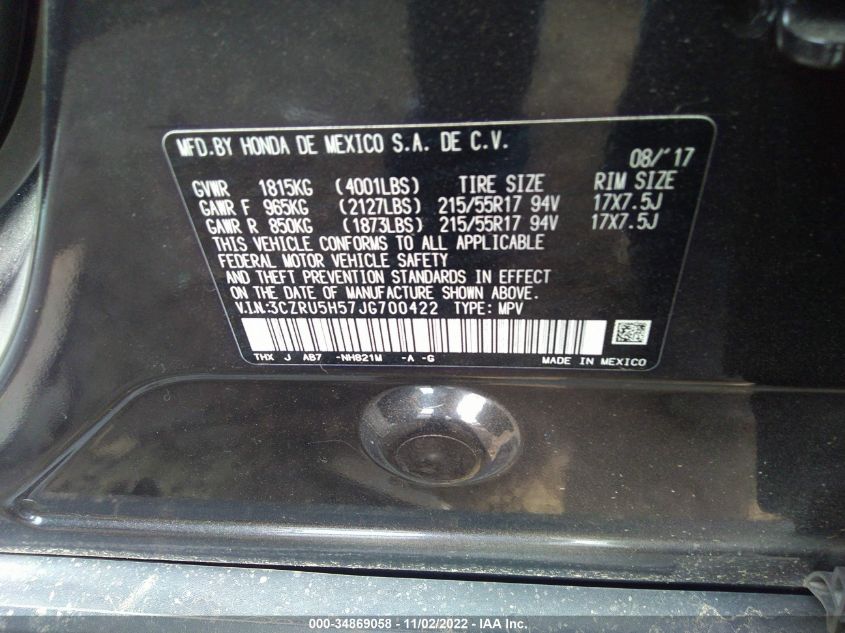 MFD.BY HONDA DE MEXICO S.A. DE C.V. 08/'17
GVWR 1815KG (4001LBS) TIRE SIZE RIM SIZE
GAWR F 965KG (2127LBS) 215/55R17 94V 17X7.5J
GAWR R 850KG (1873LBS) 215/55R17 94V 17X7.5J
THIS VEHICLE CONFORMS TO ALL APPLICABLE
FEDERAL MOTOR VEHICLE SAFETY
AND THEFT PREVENTION STANDARDS IN EFFECT
ON THE DATE OF MANUFACTURE SHOWN ABOVE.
V.I.N:3CZRU5H57JG700422 TYPE: MPV
THX J AB7 -NH821M -A -G MADE IN MEXICO
000-34869058 - 11/02/2022 - IAA Inc.